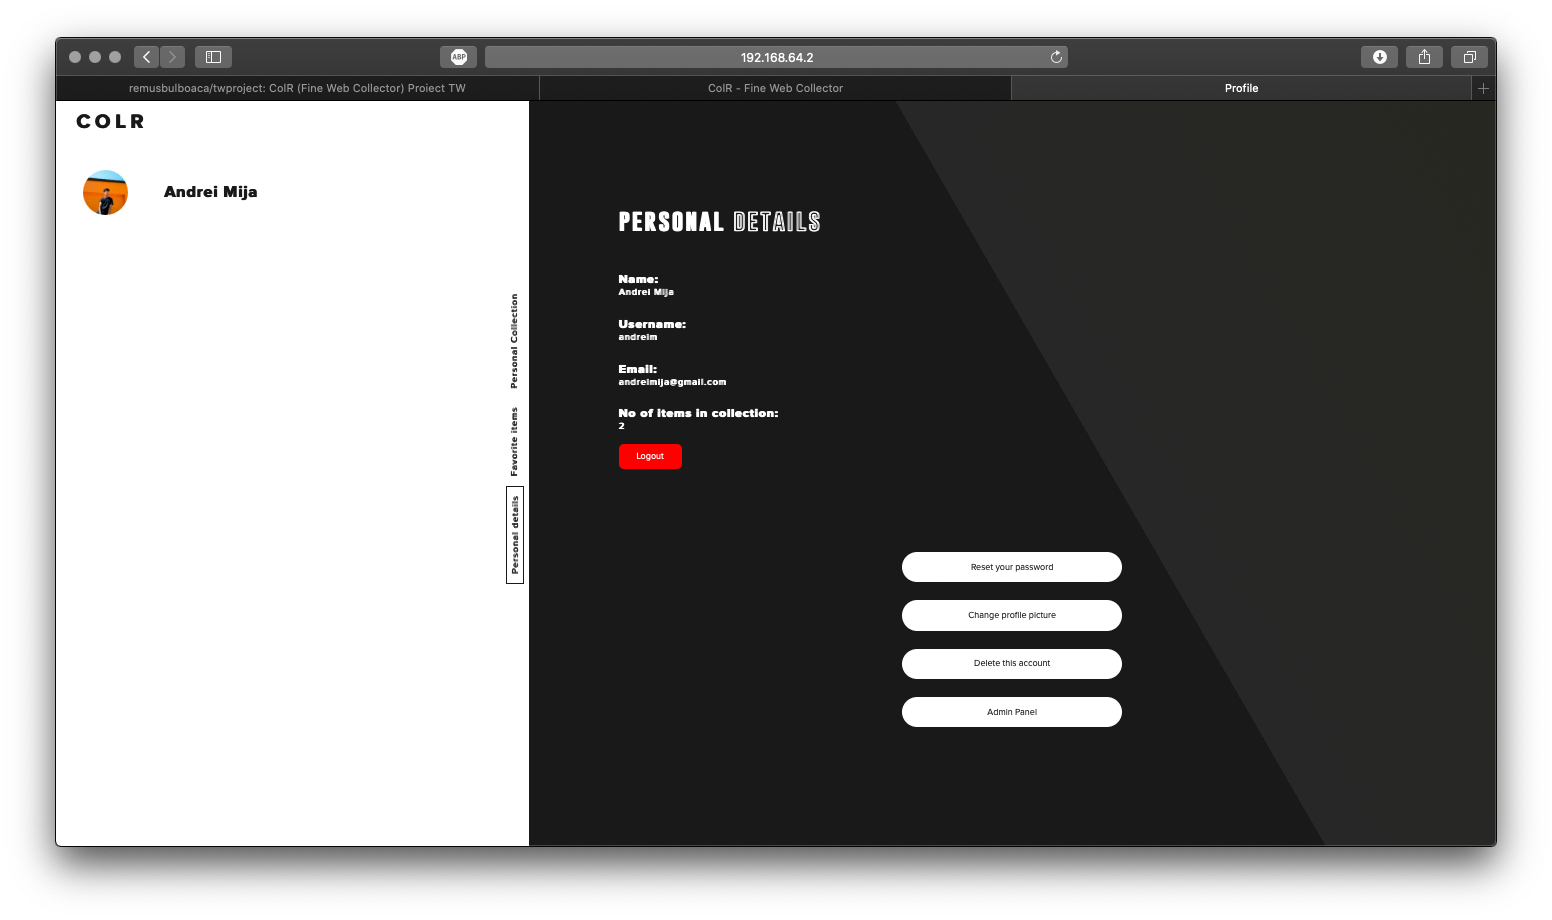 ABP
192.168.64.2
remusbulboaca/twproject: ColR (Fine Web Collector) Proiect TW
ColR - Fine Web Collector
Profile
COLR
Andrei Mija
Personal Collection
Favorite items
Personal details
PERSONAL DETAILS
Name:
Andrei Mija
Username:
andreim
Email:
andreimija@gmail.com
No of items in collection:
2
Logout
Reset your password
Change profile picture
Delete this account
Admin Panel